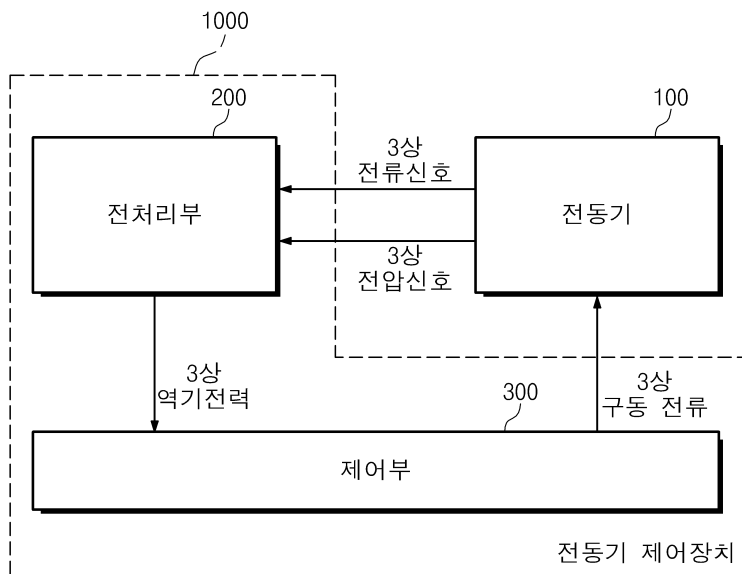 1000
200
100
3상
전류신호
전처리부
전동기
3상
전압신호
3상
역기전력
300
3상
구동 전류
제어부
전동기 제어장치